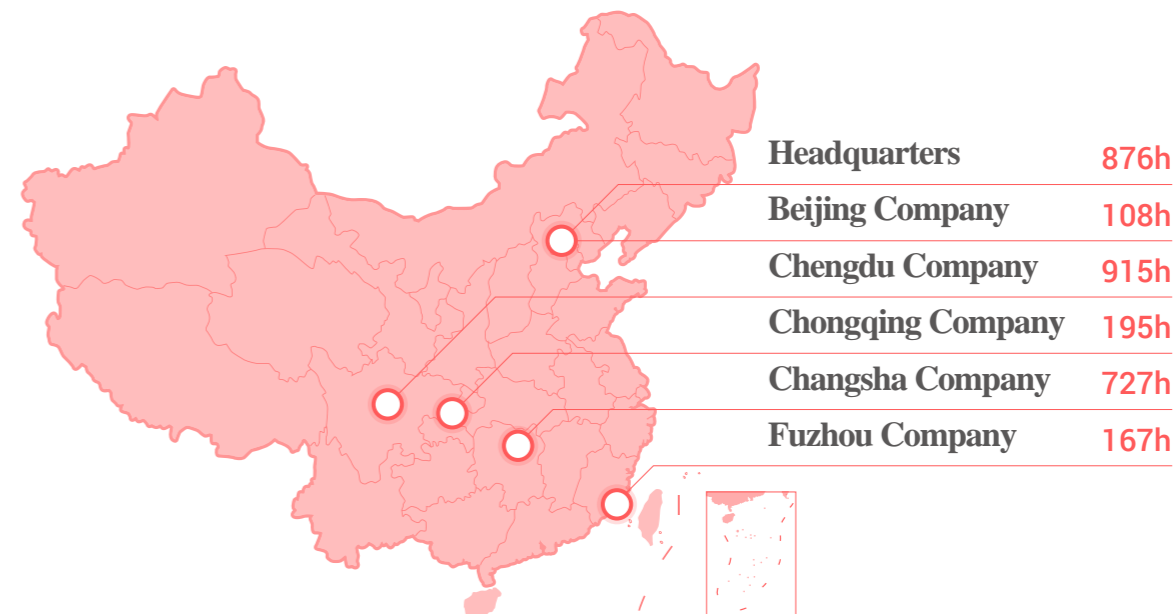 Headquarters 876h
Beijing Company 108h
Chengdu Company 915h
Chongqing Company 195h
Changsha Company 727h
Fuzhou Company 167h